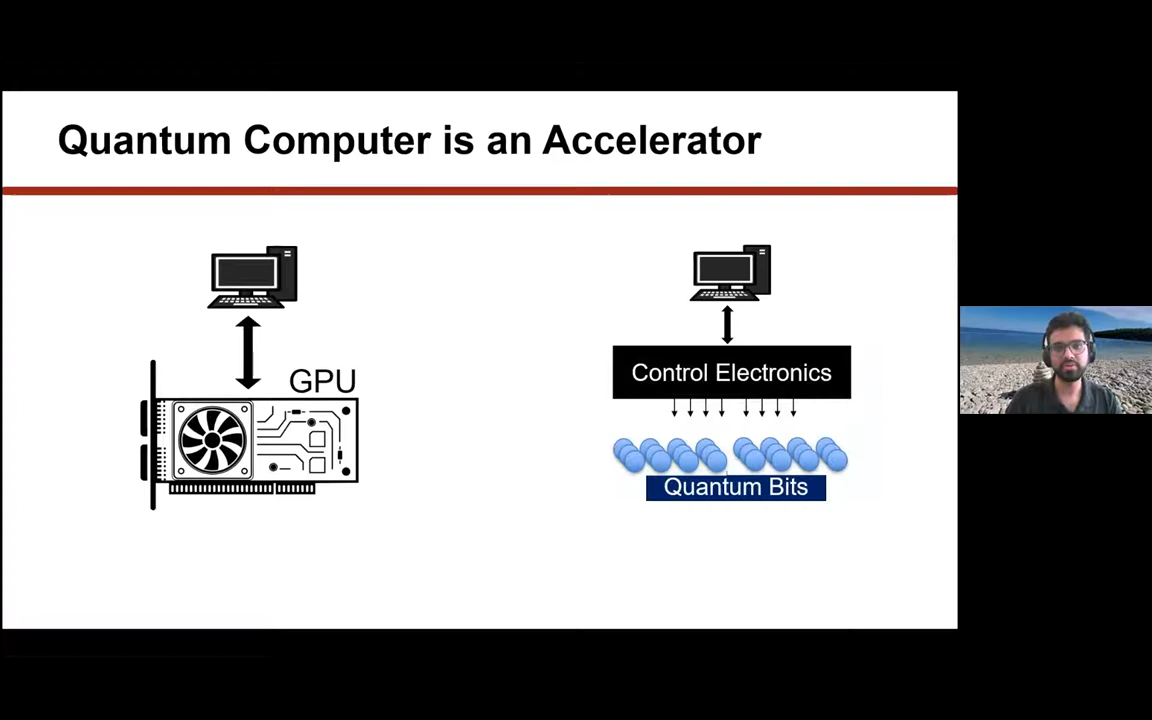 Quantum Computer is an Accelerator
GPU
Control Electronics
Quantum Bits